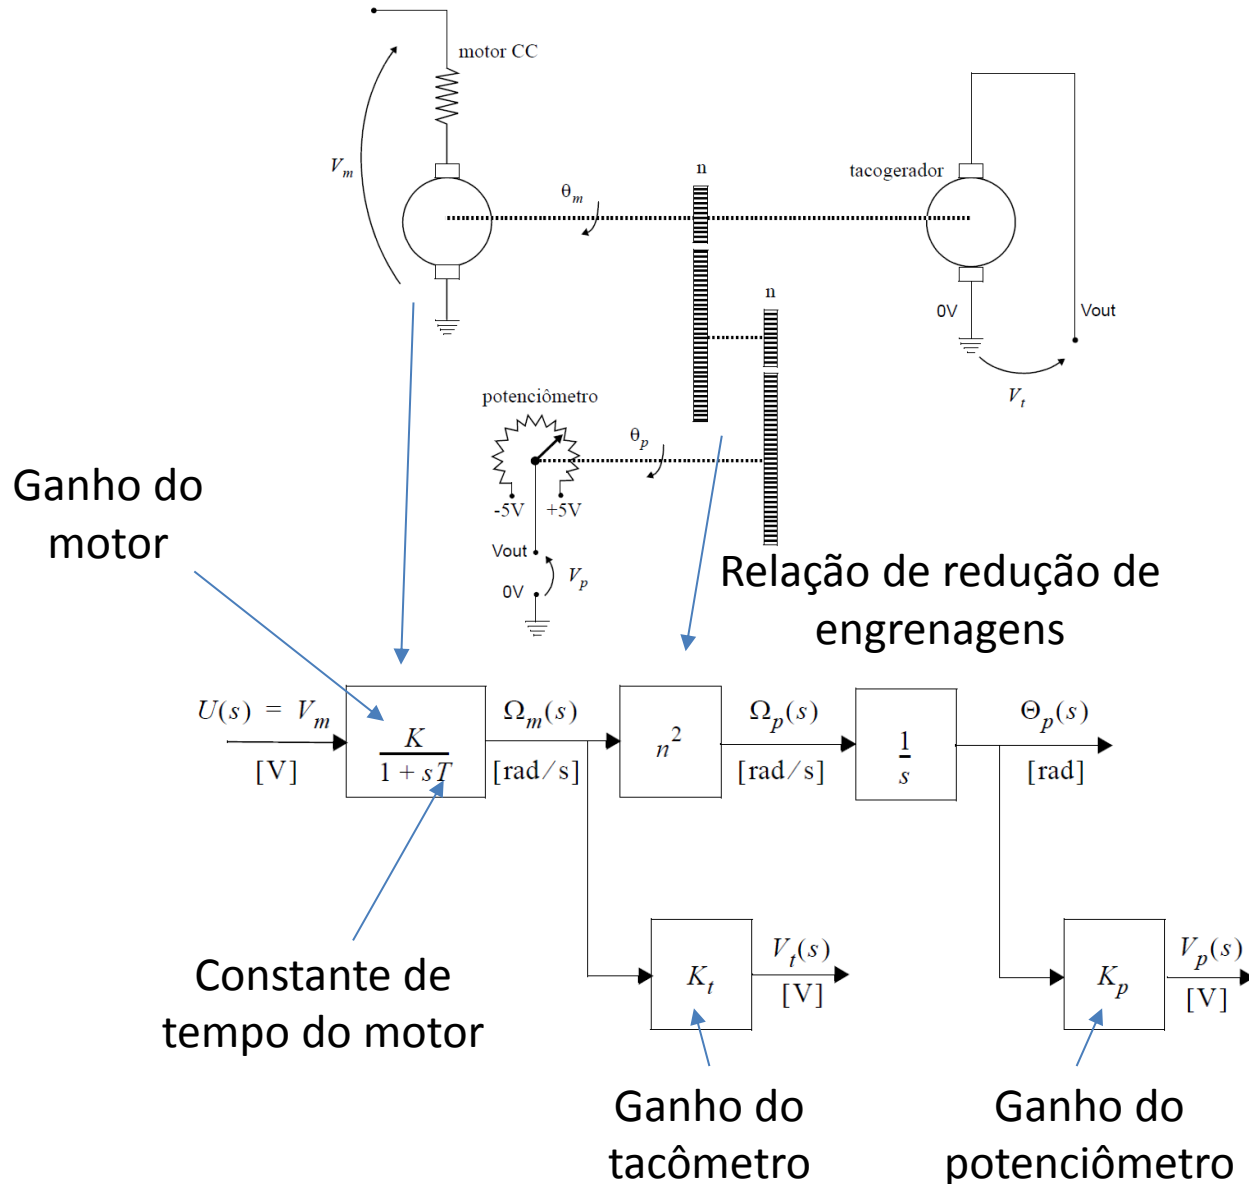 motor CC
V_m
θ_m
n
tacogerador
n
0V
Vout
V_t
potenciômetro
θ_p
-5V
+5V
Vout
V_p
0V
Ganho do
motor
Relação de redução de
engrenagens
U(s) = V_m
[V]
K
1 + sT
Ω_m(s)
[rad/s]
n²
Ω_p(s)
[rad/s]
1
s
Θ_p(s)
[rad]
Constante de
tempo do motor
K_t
V_t(s)
[V]
K_p
V_p(s)
[V]
Ganho do
tacômetro
Ganho do
potenciômetro